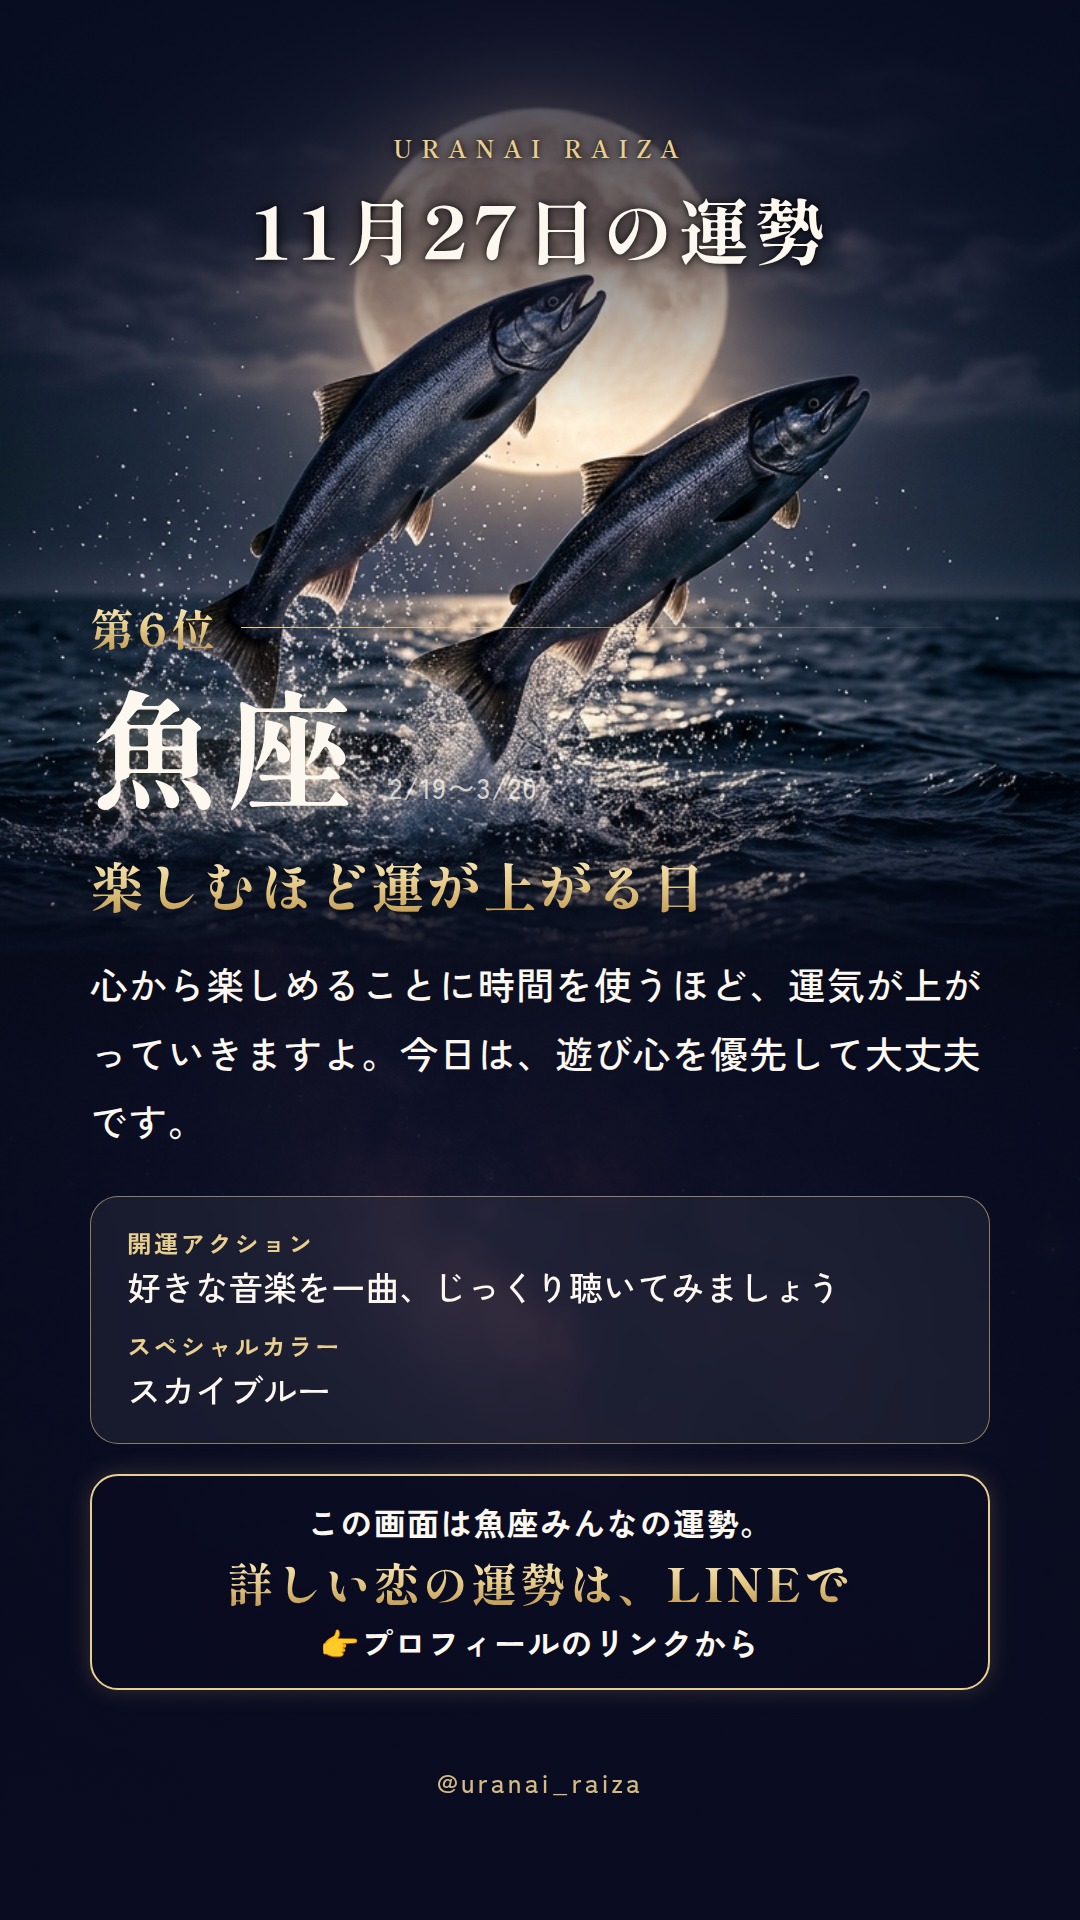 URANAI RAIZA
11月27日の運勢
第6位
魚座 2/19〜3/20
楽しむほど運が上がる日
心から楽しめることに時間を使うほど、運気が上が
っていきますよ。今日は、遊び心を優先して大丈夫
です。
開運アクション
好きな音楽を一曲、じっくり聴いてみましょう
スペシャルカラー
スカイブルー
この画面は魚座みんなの運勢。
詳しい恋の運勢は、LINEで
👉プロフィールのリンクから
@uranai_raiza